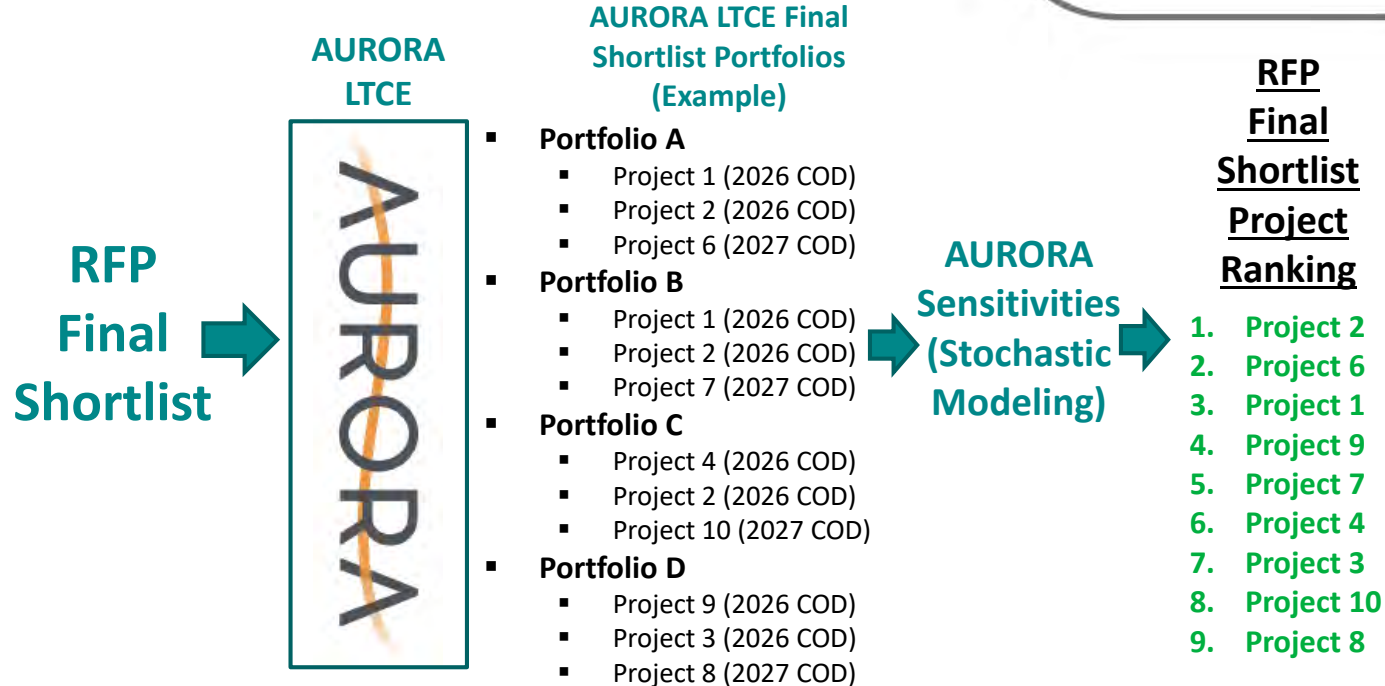 RFP
Final
Shortlist
AURORA
LTCE
AURORA
AURORA LTCE Final
Shortlist Portfolios
(Example)
▪ Portfolio A
▪ Project 1 (2026 COD)
▪ Project 2 (2026 COD)
▪ Project 6 (2027 COD)
▪ Portfolio B
▪ Project 1 (2026 COD)
▪ Project 2 (2026 COD)
▪ Project 7 (2027 COD)
▪ Portfolio C
▪ Project 4 (2026 COD)
▪ Project 2 (2026 COD)
▪ Project 10 (2027 COD)
▪ Portfolio D
▪ Project 9 (2026 COD)
▪ Project 3 (2026 COD)
▪ Project 8 (2027 COD)
AURORA
Sensitivities
(Stochastic
Modeling)
RFP
Final
Shortlist
Project
Ranking
1. Project 2
2. Project 6
3. Project 1
4. Project 9
5. Project 7
6. Project 4
7. Project 3
8. Project 10
9. Project 8